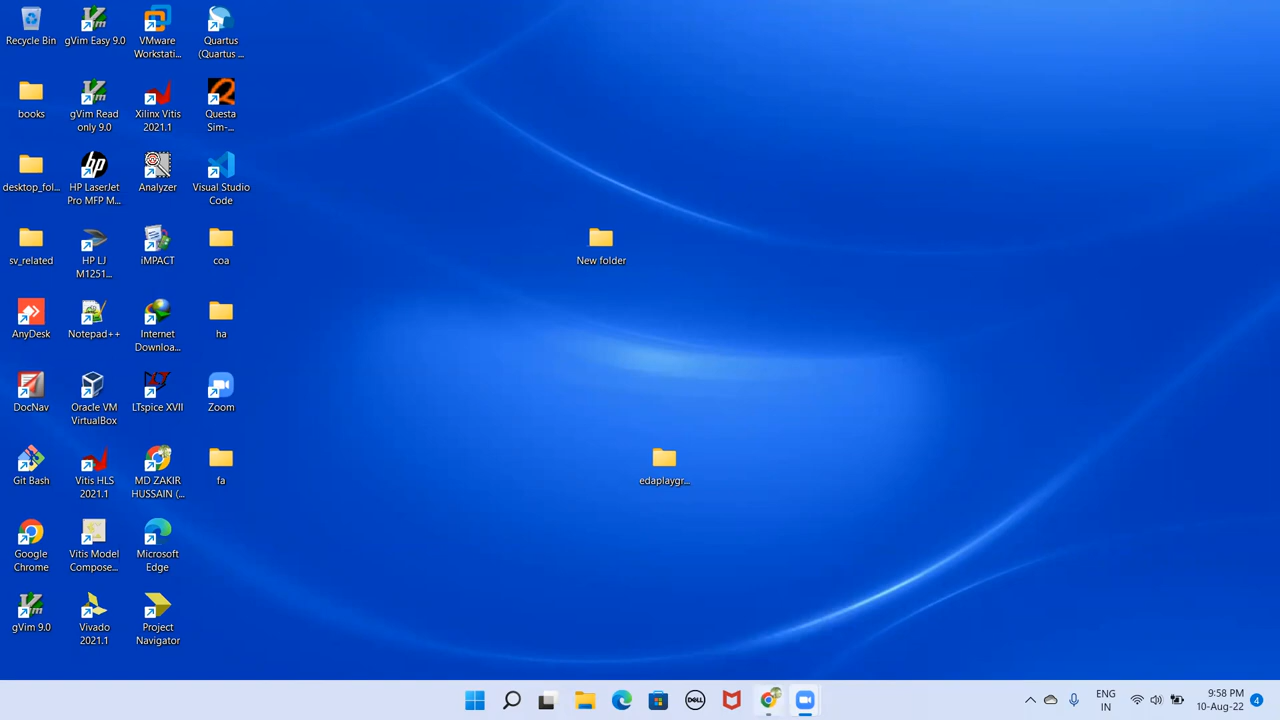 Recycle Bin
gVim Easy 9.0
VMware
Workstati...
Quartus
(Quartus ...
books
gVim Read
only 9.0
Xilinx Vitis
2021.1
Questa
Sim-...
desktop_fol...
HP LaserJet
Pro MFP M...
Analyzer
Visual Studio
Code
sv_related
HP LJ
M1251...
iMPACT
coa
New folder
AnyDesk
Notepad++
Internet
Downloa...
ha
DocNav
Oracle VM
VirtualBox
LTspice XVII
Zoom
Git Bash
Vitis HLS
2021.1
MD ZAKIR
HUSSAIN (...
fa
edaplaygr...
Google
Chrome
Vitis Model
Compose...
Microsoft
Edge
gVim 9.0
Vivado
2021.1
Project
Navigator
DELL
ENG
IN
9:58 PM
10-Aug-22
4